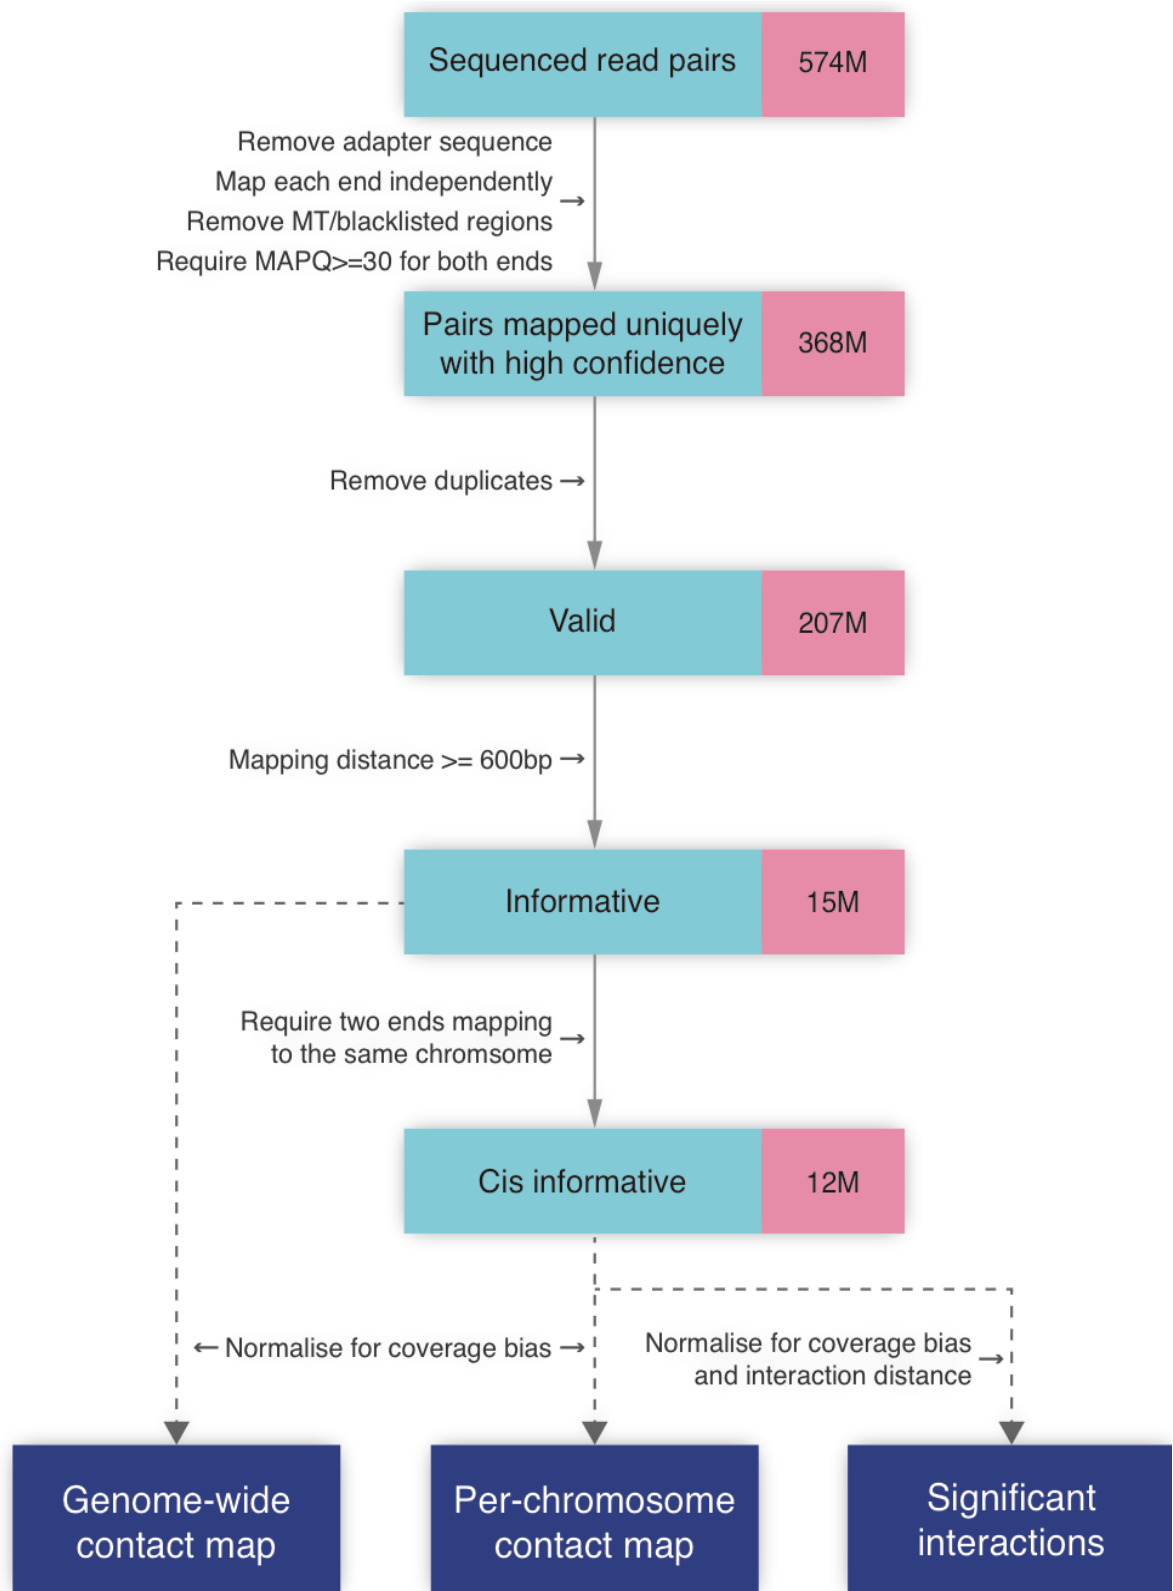 Sequenced read pairs
574M
Remove adapter sequence
Map each end independently
Remove MT/blacklisted regions
Require MAPQ>=30 for both ends
Pairs mapped uniquely
with high confidence
368M
Remove duplicates
Valid
207M
Mapping distance >= 600bp
Informative
15M
Require two ends mapping
to the same chromsome
Cis informative
12M
Normalise for coverage bias
Normalise for coverage bias
and interaction distance
Genome-wide
contact map
Per-chromosome
contact map
Significant
interactions